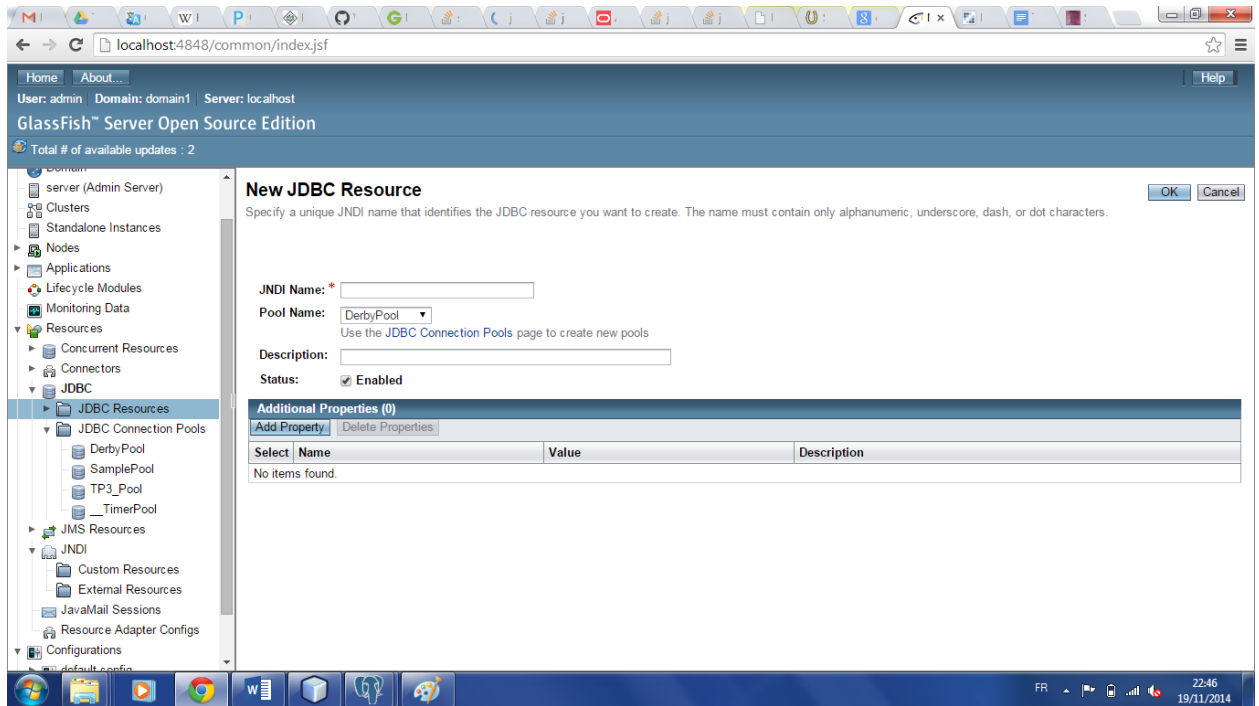 localhost:4848/common/index.jsf
Home About... Help
User: admin Domain: domain1 Server: localhost
GlassFish™ Server Open Source Edition
Total # of available updates : 2
Domain
server (Admin Server)
Clusters
Standalone Instances
Nodes
Applications
Lifecycle Modules
Monitoring Data
Resources
Concurrent Resources
Connectors
JDBC
JDBC Resources
JDBC Connection Pools
DerbyPool
SamplePool
TP3_Pool
__TimerPool
JMS Resources
JNDI
Custom Resources
External Resources
JavaMail Sessions
Resource Adapter Configs
Configurations
default-config
New JDBC Resource
OK Cancel
Specify a unique JNDI name that identifies the JDBC resource you want to create. The name must contain only alphanumeric, underscore, dash, or dot characters.
JNDI Name: *
Pool Name: DerbyPool
Use the JDBC Connection Pools page to create new pools
Description:
Status: Enabled
Additional Properties (0)
Add Property Delete Properties
Select Name Value Description
No items found.
FR
22:46
19/11/2014